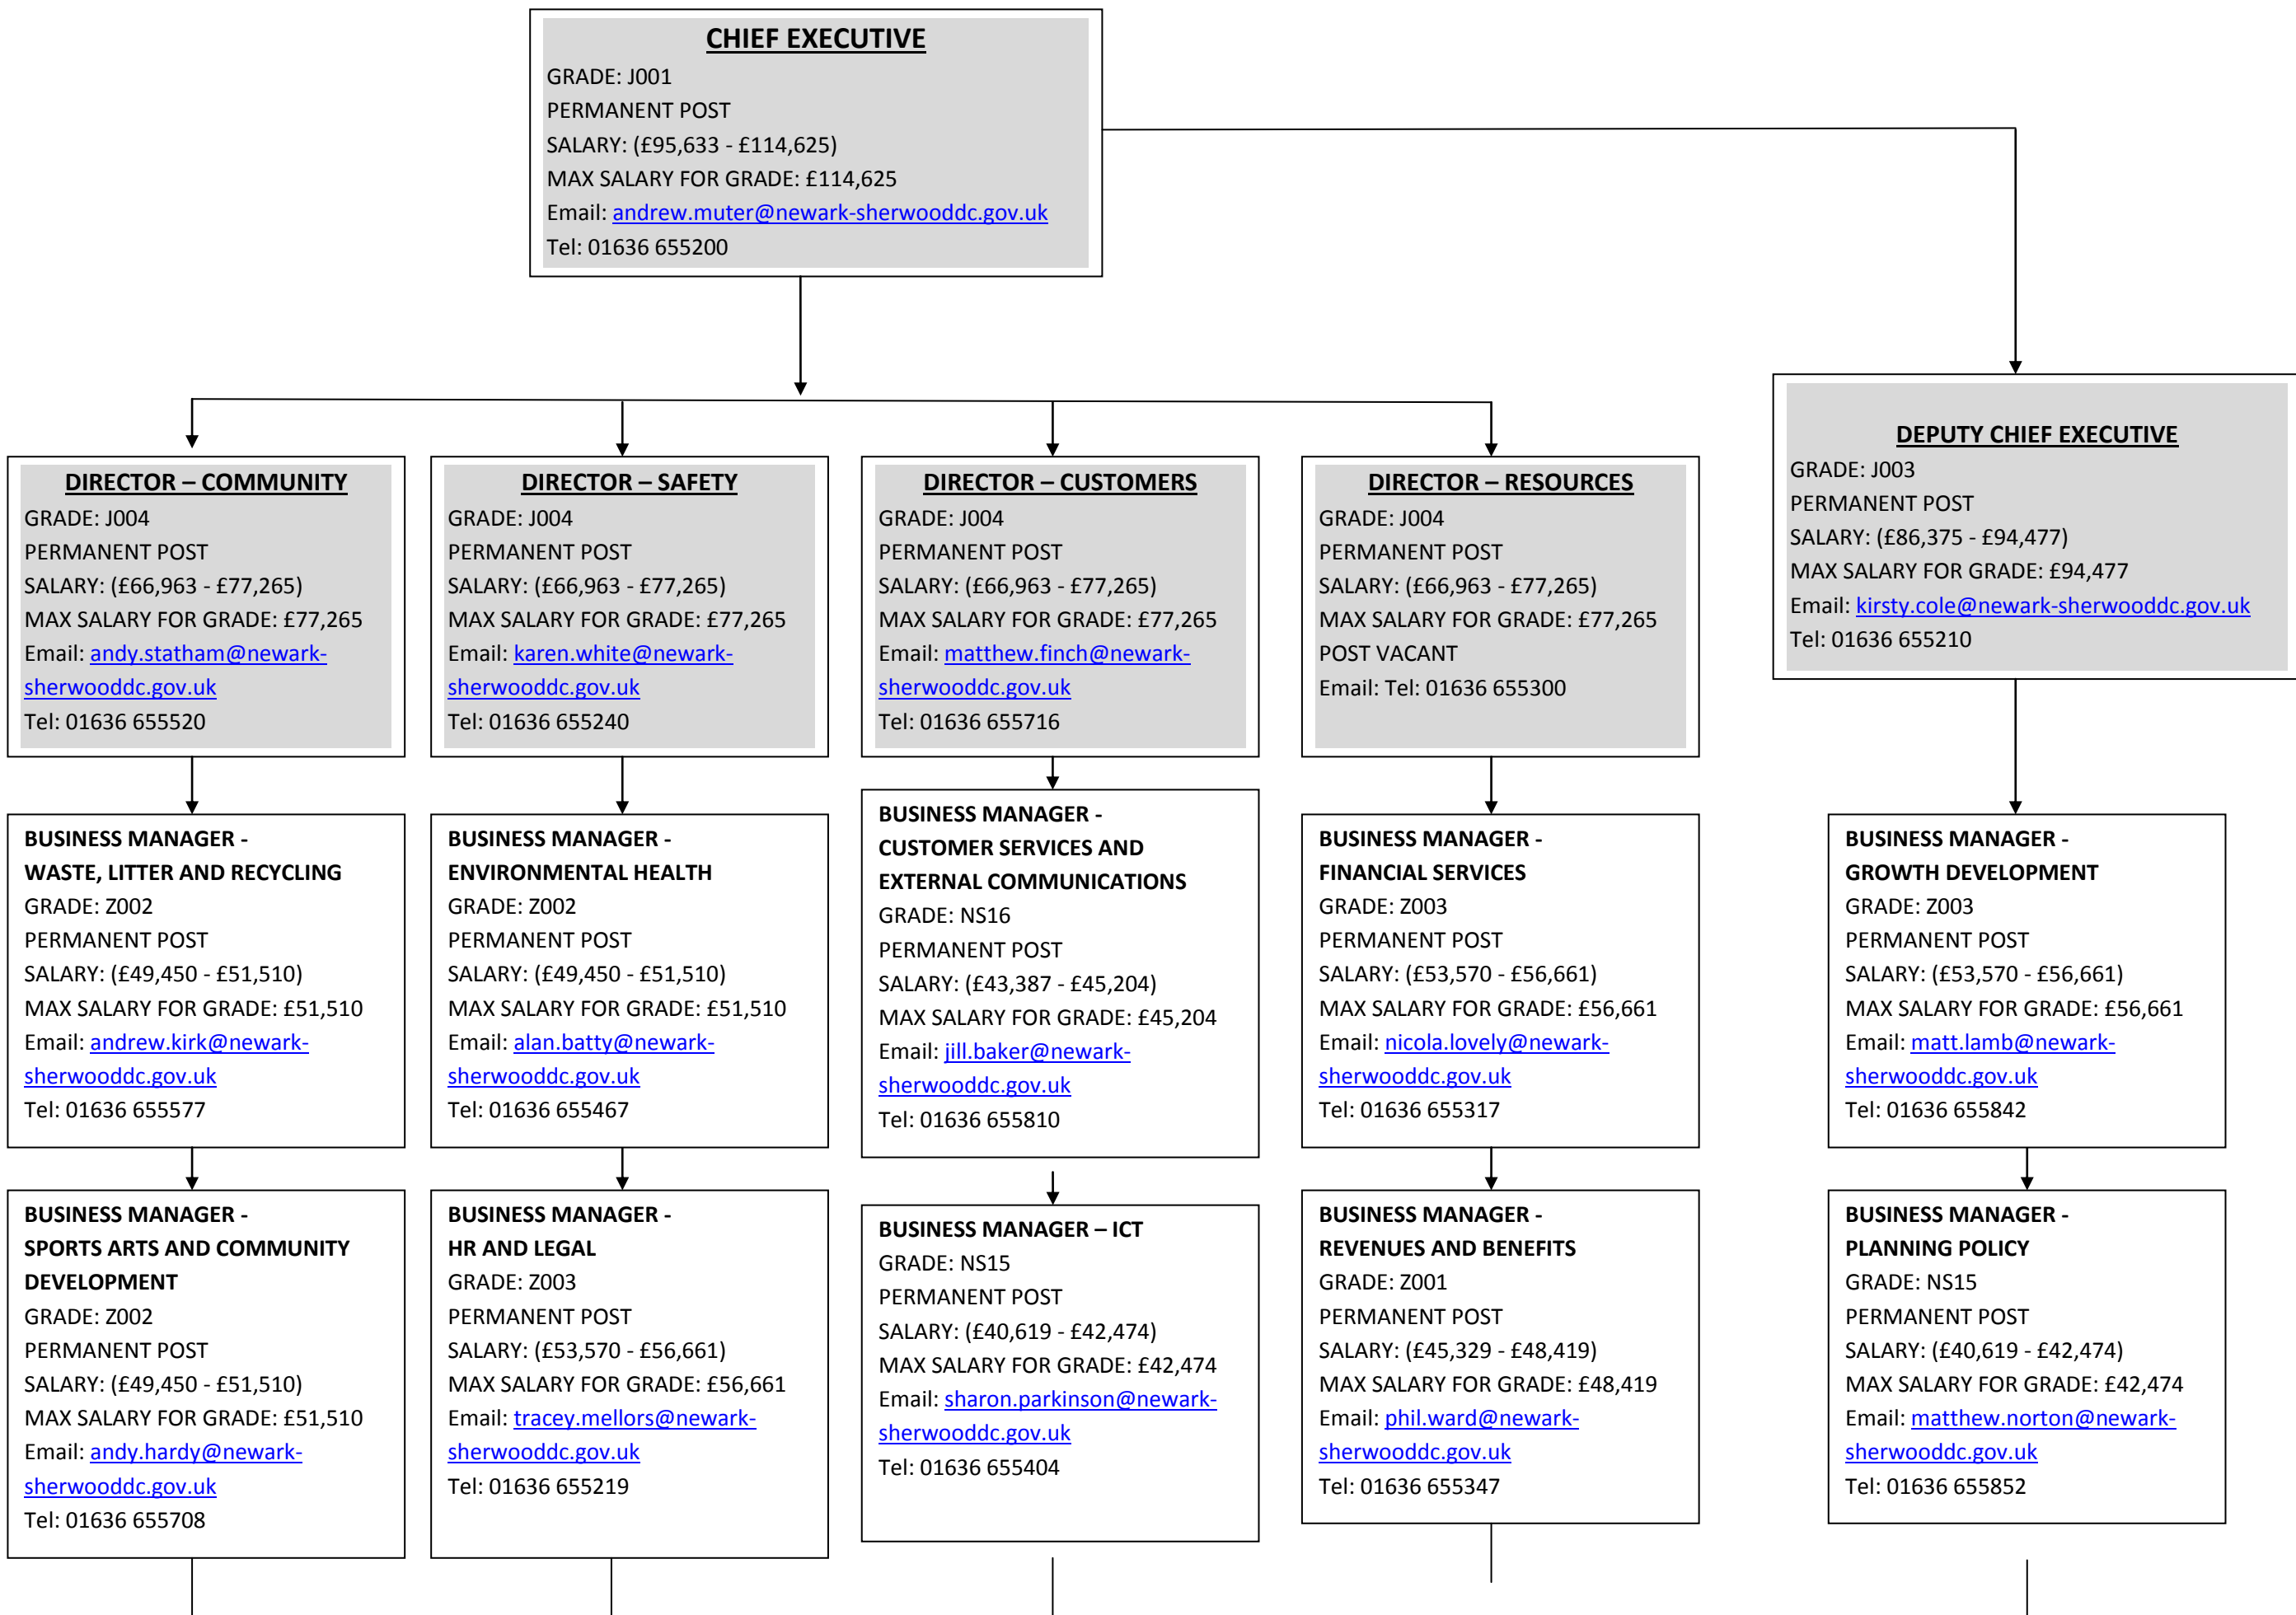 CHIEF EXECUTIVE
GRADE: J001
PERMANENT POST
SALARY: (£95,633 - £114,625)
MAX SALARY FOR GRADE: £114,625
Email: andrew.muter@newark-sherwooddc.gov.uk
Tel: 01636 655200
DEPUTY CHIEF EXECUTIVE
GRADE: J003
PERMANENT POST
SALARY: (£86,375 - £94,477)
MAX SALARY FOR GRADE: £94,477
Email: kirsty.cole@newark-sherwooddc.gov.uk
Tel: 01636 655210
DIRECTOR – COMMUNITY
GRADE: J004
PERMANENT POST
SALARY: (£66,963 - £77,265)
MAX SALARY FOR GRADE: £77,265
Email: andy.statham@newark-
sherwooddc.gov.uk
Tel: 01636 655520
DIRECTOR – SAFETY
GRADE: J004
PERMANENT POST
SALARY: (£66,963 - £77,265)
MAX SALARY FOR GRADE: £77,265
Email: karen.white@newark-
sherwooddc.gov.uk
Tel: 01636 655240
DIRECTOR – CUSTOMERS
GRADE: J004
PERMANENT POST
SALARY: (£66,963 - £77,265)
MAX SALARY FOR GRADE: £77,265
Email: matthew.finch@newark-
sherwooddc.gov.uk
Tel: 01636 655716
DIRECTOR – RESOURCES
GRADE: J004
PERMANENT POST
SALARY: (£66,963 - £77,265)
MAX SALARY FOR GRADE: £77,265
POST VACANT
Email: Tel: 01636 655300
BUSINESS MANAGER -
WASTE, LITTER AND RECYCLING
GRADE: Z002
PERMANENT POST
SALARY: (£49,450 - £51,510)
MAX SALARY FOR GRADE: £51,510
Email: andrew.kirk@newark-
sherwooddc.gov.uk
Tel: 01636 655577
BUSINESS MANAGER -
ENVIRONMENTAL HEALTH
GRADE: Z002
PERMANENT POST
SALARY: (£49,450 - £51,510)
MAX SALARY FOR GRADE: £51,510
Email: alan.batty@newark-
sherwooddc.gov.uk
Tel: 01636 655467
BUSINESS MANAGER -
CUSTOMER SERVICES AND
EXTERNAL COMMUNICATIONS
GRADE: NS16
PERMANENT POST
SALARY: (£43,387 - £45,204)
MAX SALARY FOR GRADE: £45,204
Email: jill.baker@newark-
sherwooddc.gov.uk
Tel: 01636 655810
BUSINESS MANAGER -
FINANCIAL SERVICES
GRADE: Z003
PERMANENT POST
SALARY: (£53,570 - £56,661)
MAX SALARY FOR GRADE: £56,661
Email: nicola.lovely@newark-
sherwooddc.gov.uk
Tel: 01636 655317
BUSINESS MANAGER -
GROWTH DEVELOPMENT
GRADE: Z003
PERMANENT POST
SALARY: (£53,570 - £56,661)
MAX SALARY FOR GRADE: £56,661
Email: matt.lamb@newark-
sherwooddc.gov.uk
Tel: 01636 655842
BUSINESS MANAGER -
SPORTS ARTS AND COMMUNITY
DEVELOPMENT
GRADE: Z002
PERMANENT POST
SALARY: (£49,450 - £51,510)
MAX SALARY FOR GRADE: £51,510
Email: andy.hardy@newark-
sherwooddc.gov.uk
Tel: 01636 655708
BUSINESS MANAGER -
HR AND LEGAL
GRADE: Z003
PERMANENT POST
SALARY: (£53,570 - £56,661)
MAX SALARY FOR GRADE: £56,661
Email: tracey.mellors@newark-
sherwooddc.gov.uk
Tel: 01636 655219
BUSINESS MANAGER – ICT
GRADE: NS15
PERMANENT POST
SALARY: (£40,619 - £42,474)
MAX SALARY FOR GRADE: £42,474
Email: sharon.parkinson@newark-
sherwooddc.gov.uk
Tel: 01636 655404
BUSINESS MANAGER -
REVENUES AND BENEFITS
GRADE: Z001
PERMANENT POST
SALARY: (£45,329 - £48,419)
MAX SALARY FOR GRADE: £48,419
Email: phil.ward@newark-
sherwooddc.gov.uk
Tel: 01636 655347
BUSINESS MANAGER -
PLANNING POLICY
GRADE: NS15
PERMANENT POST
SALARY: (£40,619 - £42,474)
MAX SALARY FOR GRADE: £42,474
Email: matthew.norton@newark-
sherwooddc.gov.uk
Tel: 01636 655852